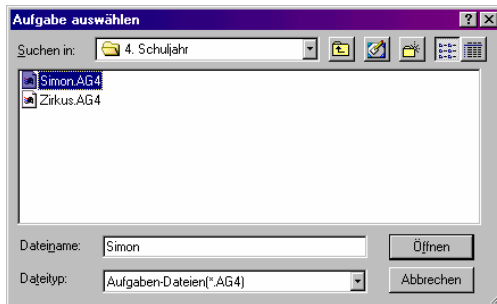 Aufgabe auswählen
Suchen in: 4. Schuljahr
Simon.AG4
Zirkus.AG4
Dateiname: Simon Öffnen
Dateityp: Aufgaben-Dateien(*.AG4) Abbrechen